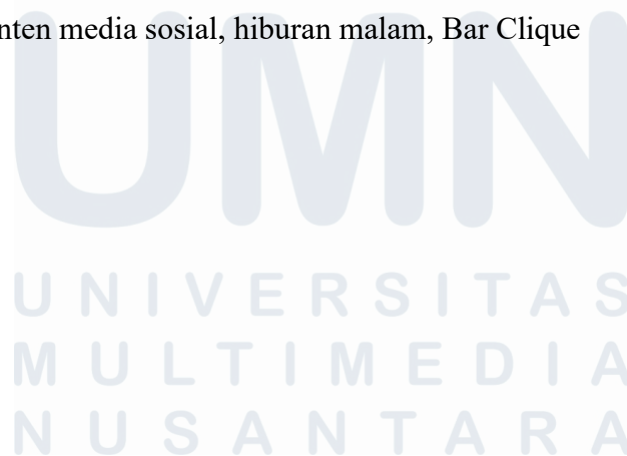 nten media sosial, hiburan malam, Bar Clique
UMN
UNIVERSITAS
MULTIMEDIA
NUSANTARA